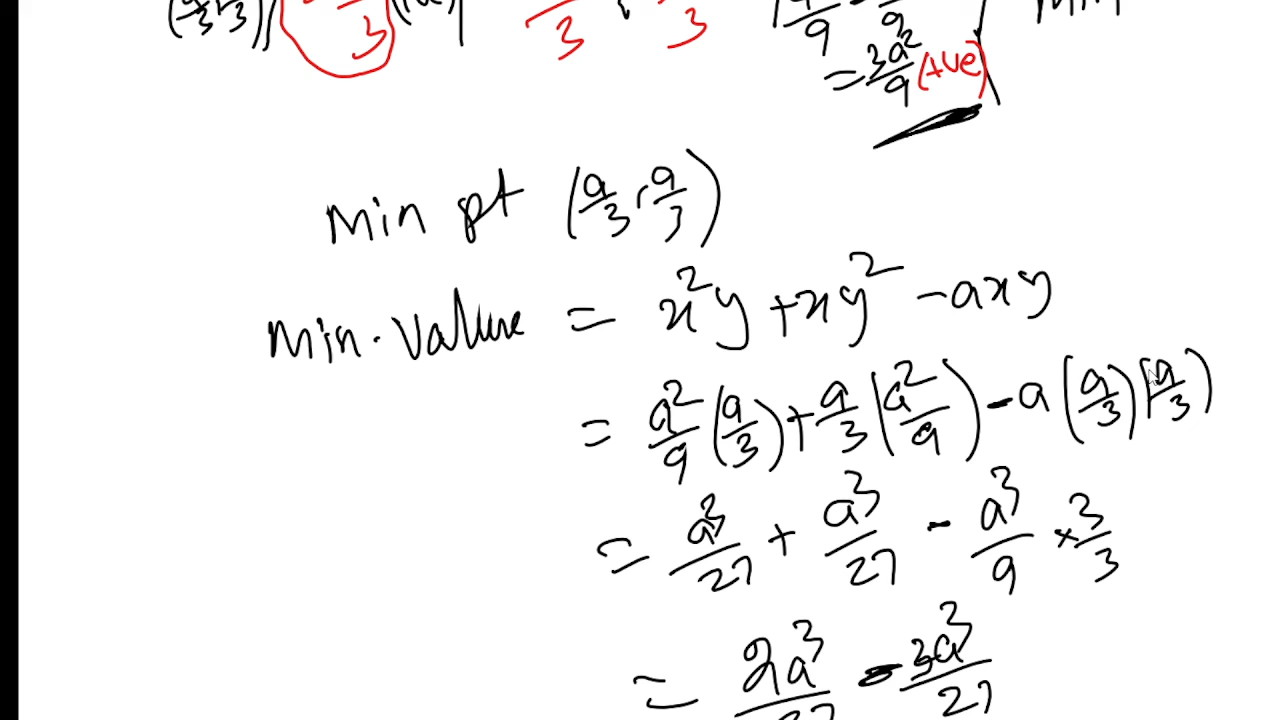 = 3a²/9 (+ve)
Min pt (a/3, a/3)
Min. value = x²y + xy² - axy
= a²/9 (a/3) + a/3 (a²/9) - a (a/3) (a/3)
= a³/27 + a³/27 - a³/9 × 3/3
= 2a³/27 - 3a³/27